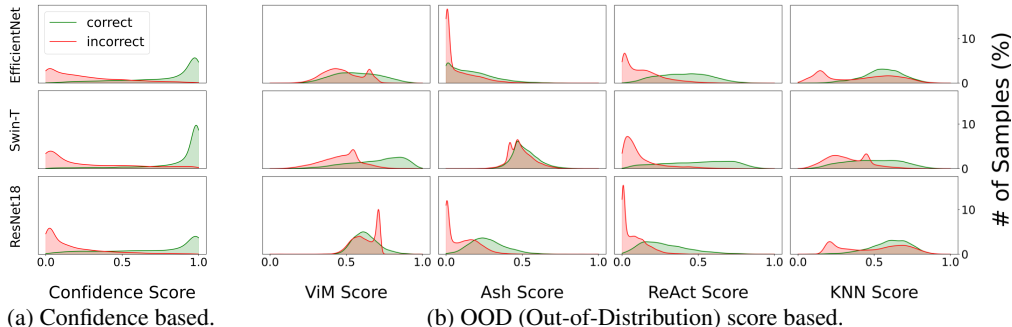 EfficientNet
correct
incorrect
10
0
Swin-T
10
0
ResNet18
10
0
# of Samples (%)
0.0 0.5 1.0 0.0 0.5 1.0 0.0 0.5 1.0 0.0 0.5 1.0 0.0 0.5 1.0
Confidence Score ViM Score Ash Score ReAct Score KNN Score
(a) Confidence based. (b) OOD (Out-of-Distribution) score based.